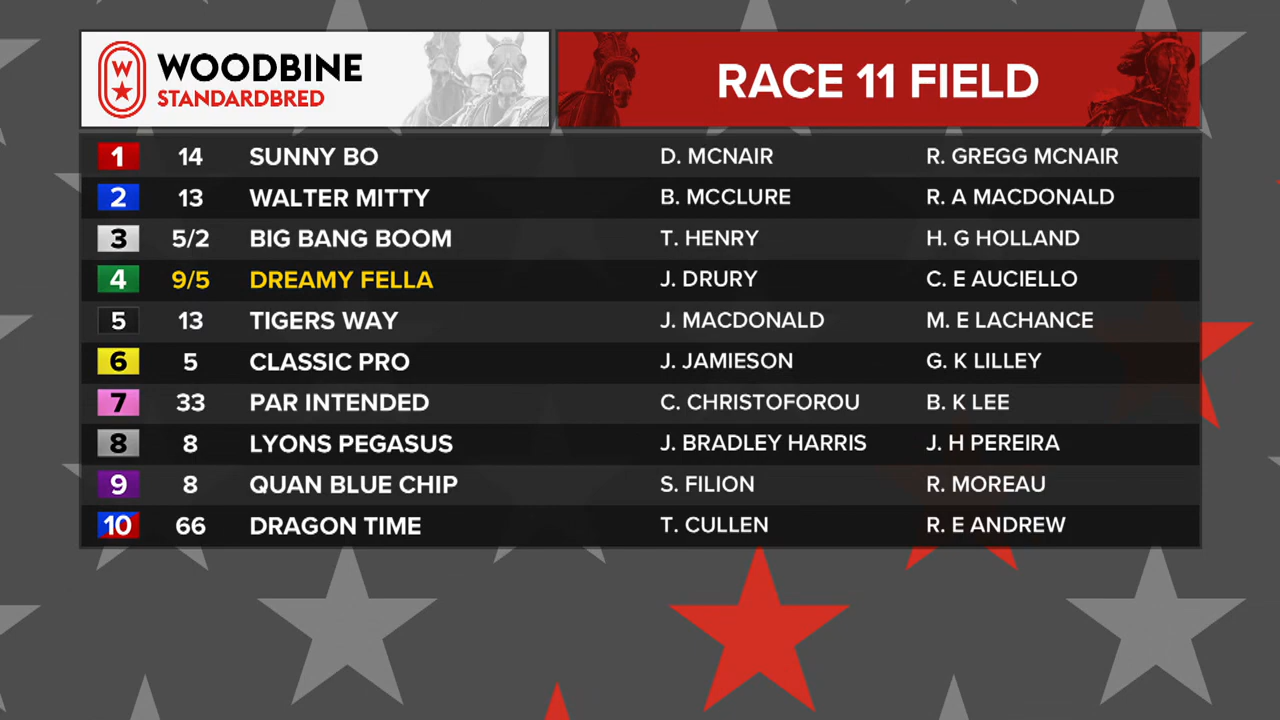 W
WOODBINE
STANDARDBRED
RACE 11 FIELD
1 14 SUNNY BO D. MCNAIR R. GREGG MCNAIR
2 13 WALTER MITTY B. MCCLURE R. A MACDONALD
3 5/2 BIG BANG BOOM T. HENRY H. G HOLLAND
4 9/5 DREAMY FELLA J. DRURY C. E AUCIELLO
5 13 TIGERS WAY J. MACDONALD M. E LACHANCE
6 5 CLASSIC PRO J. JAMIESON G. K LILLEY
7 33 PAR INTENDED C. CHRISTOFOROU B. K LEE
8 8 LYONS PEGASUS J. BRADLEY HARRIS J. H PEREIRA
9 8 QUAN BLUE CHIP S. FILION R. MOREAU
10 66 DRAGON TIME T. CULLEN R. E ANDREW